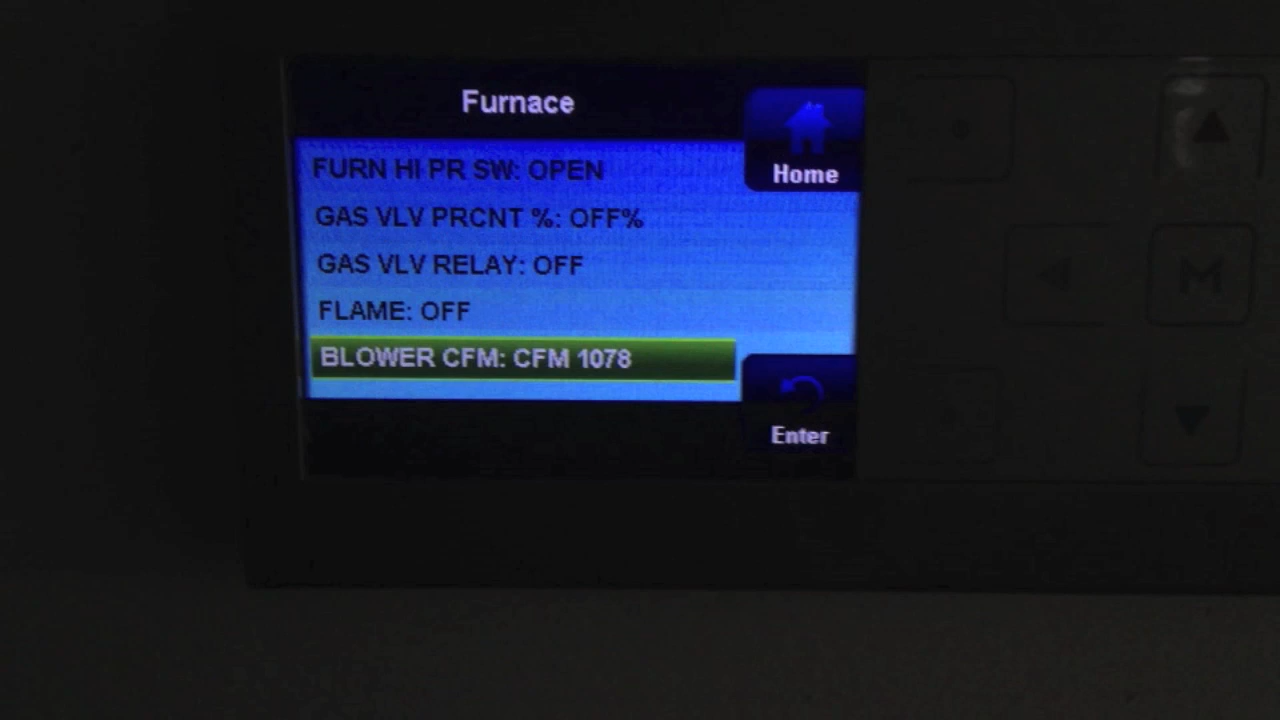 Furnace
Home
FURN HI PR SW: OPEN
GAS VLV PRCNT %: OFF%
GAS VLV RELAY: OFF
FLAME: OFF
BLOWER CFM: CFM 1078
Enter
M